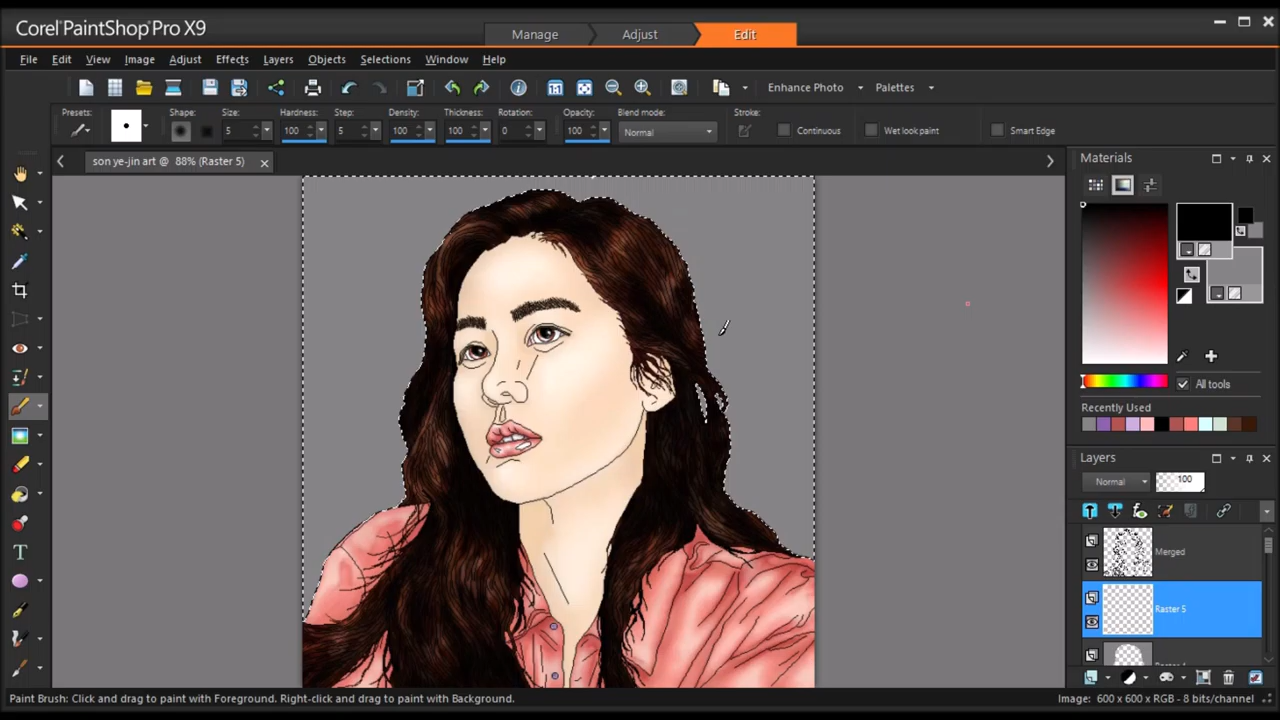 Corel PaintShop Pro X9
Manage
Adjust
Edit
File Edit View Image Adjust Effects Layers Objects Selections Window Help
Enhance Photo
Palettes
Presets: Shape: Size: Hardness: Step: Density: Thickness: Rotation: Opacity: Blend mode: Stroke:
5 100 5 100 100 0 100 Normal Continuous Wet look paint Smart Edge
son ye-jin art @ 88% (Raster 5)
Materials
All tools
Recently Used
Layers
Normal 100
Merged
Raster 5
Paint Brush: Click and drag to paint with Foreground. Right-click and drag to paint with Background.
Image: 600 x 600 x RGB - 8 bits/channel